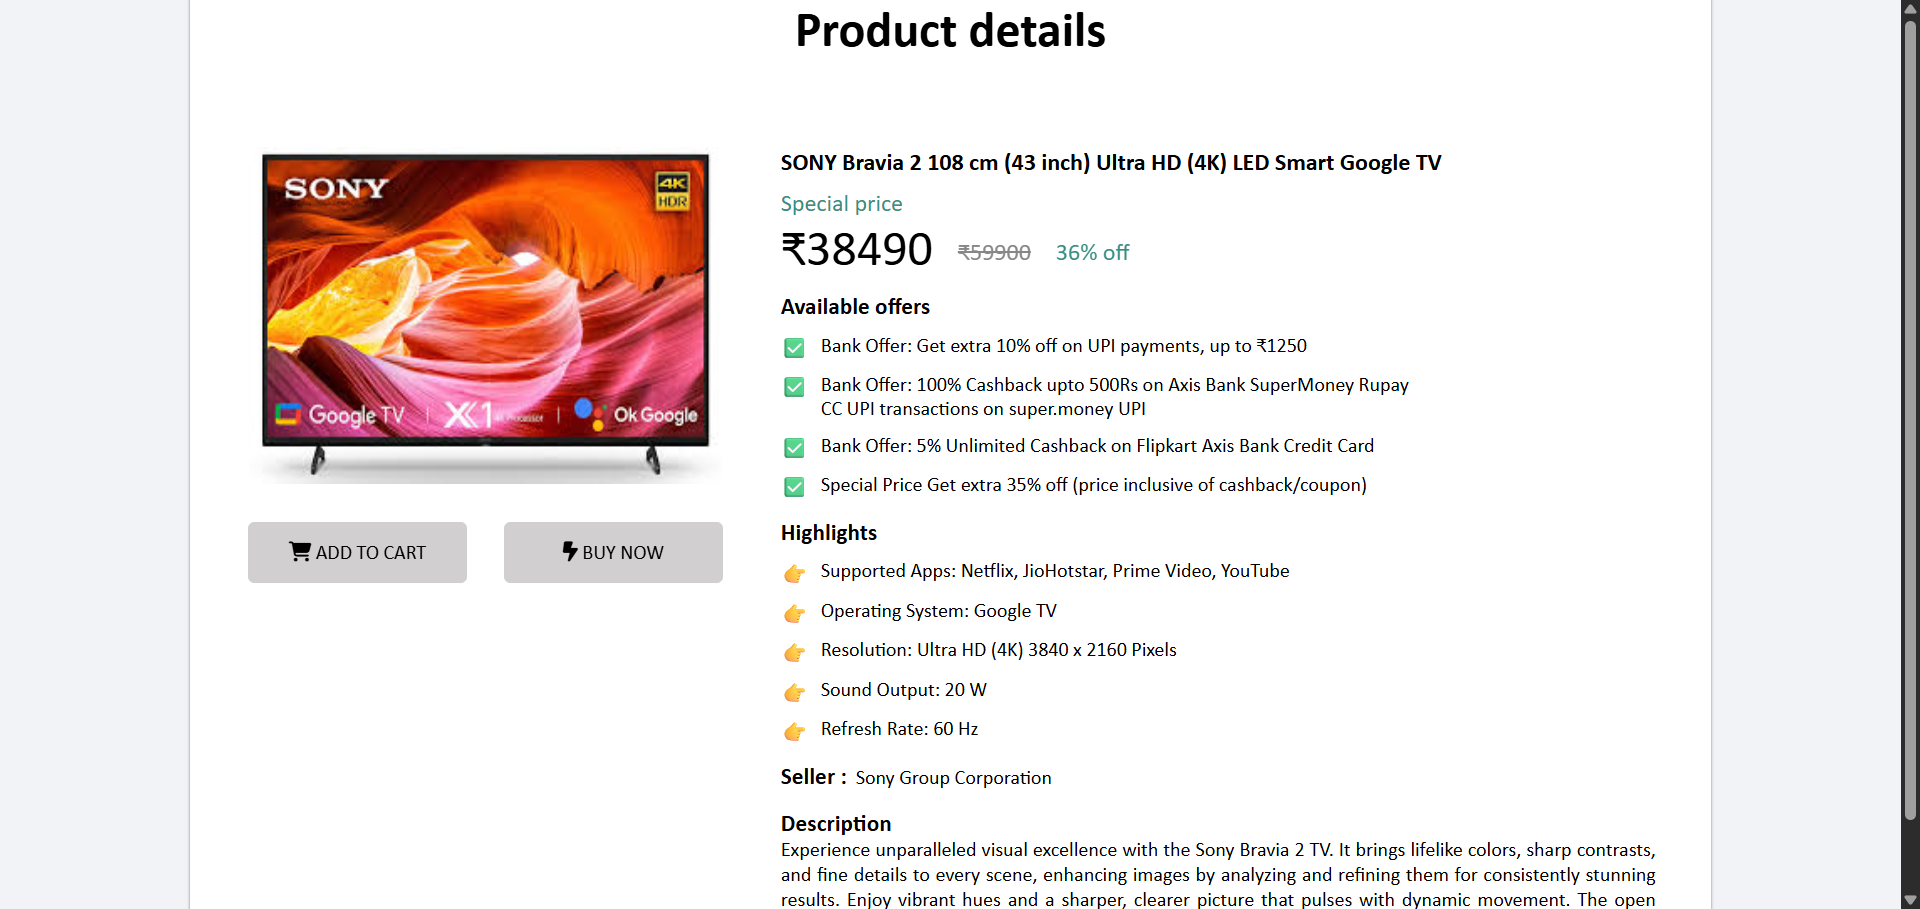 Product details
SONY
4K
HDR
Google TV
X1
Ok Google
ADD TO CART
BUY NOW
SONY Bravia 2 108 cm (43 inch) Ultra HD (4K) LED Smart Google TV
Special price
₹38490 ₹59900 36% off
Available offers
Bank Offer: Get extra 10% off on UPI payments, up to ₹1250
Bank Offer: 100% Cashback upto 500Rs on Axis Bank SuperMoney Rupay
CC UPI transactions on super.money UPI
Bank Offer: 5% Unlimited Cashback on Flipkart Axis Bank Credit Card
Special Price Get extra 35% off (price inclusive of cashback/coupon)
Highlights
Supported Apps: Netflix, JioHotstar, Prime Video, YouTube
Operating System: Google TV
Resolution: Ultra HD (4K) 3840 x 2160 Pixels
Sound Output: 20 W
Refresh Rate: 60 Hz
Seller : Sony Group Corporation
Description
Experience unparalleled visual excellence with the Sony Bravia 2 TV. It brings lifelike colors, sharp contrasts,
and fine details to every scene, enhancing images by analyzing and refining them for consistently stunning
results. Enjoy vibrant hues and a sharper, clearer picture that pulses with dynamic movement. The open